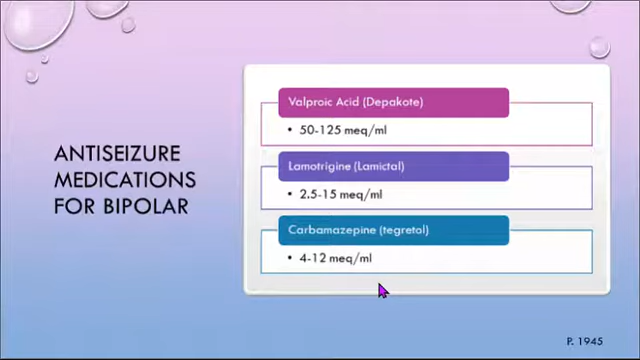 ANTISEIZURE
MEDICATIONS
FOR BIPOLAR
Valproic Acid (Depakote)
• 50-125 meq/ml
Lamotrigine (Lamictal)
• 2.5-15 meq/ml
Carbamazepine (tegretol)
• 4-12 meq/ml
P. 1945